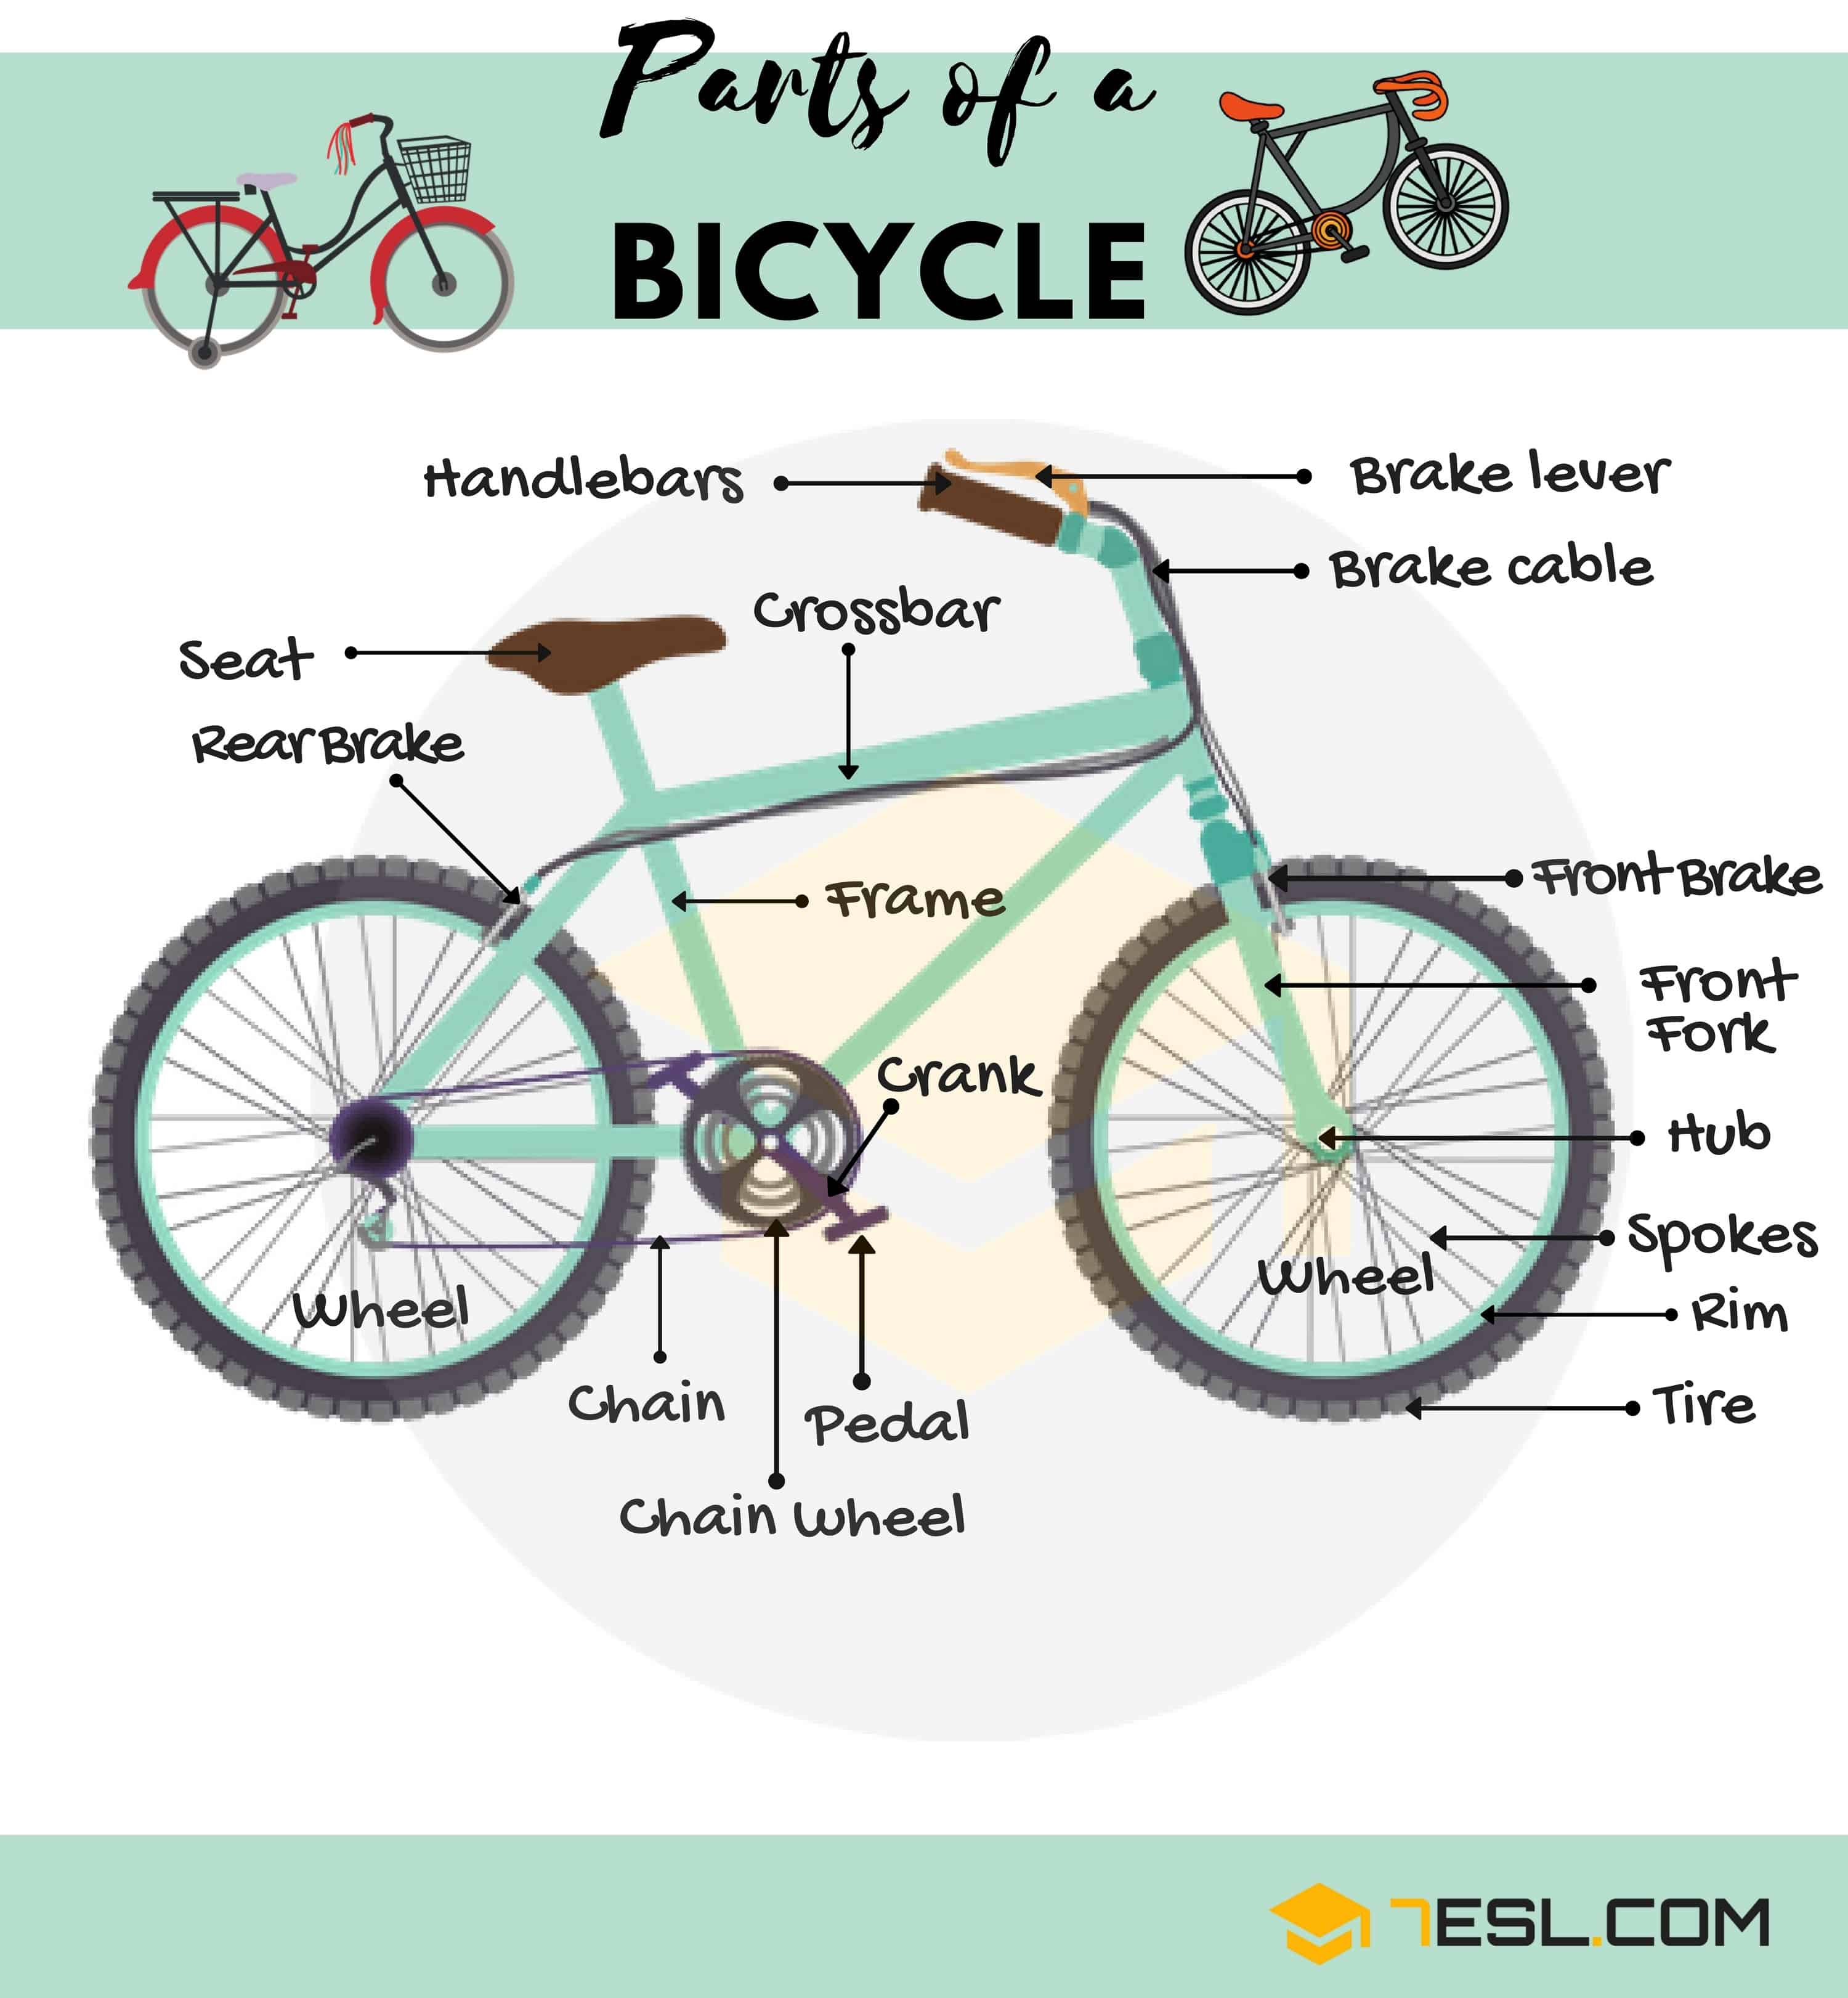 Parts of a
BICYCLE
Handlebars
Brake lever
Brake cable
Crossbar
Seat
Rear Brake
Front Brake
Frame
Front
Fork
Crank
Hub
Spokes
Wheel
Wheel
Rim
Chain
Pedal
Tire
Chain Wheel
7ESL.COM